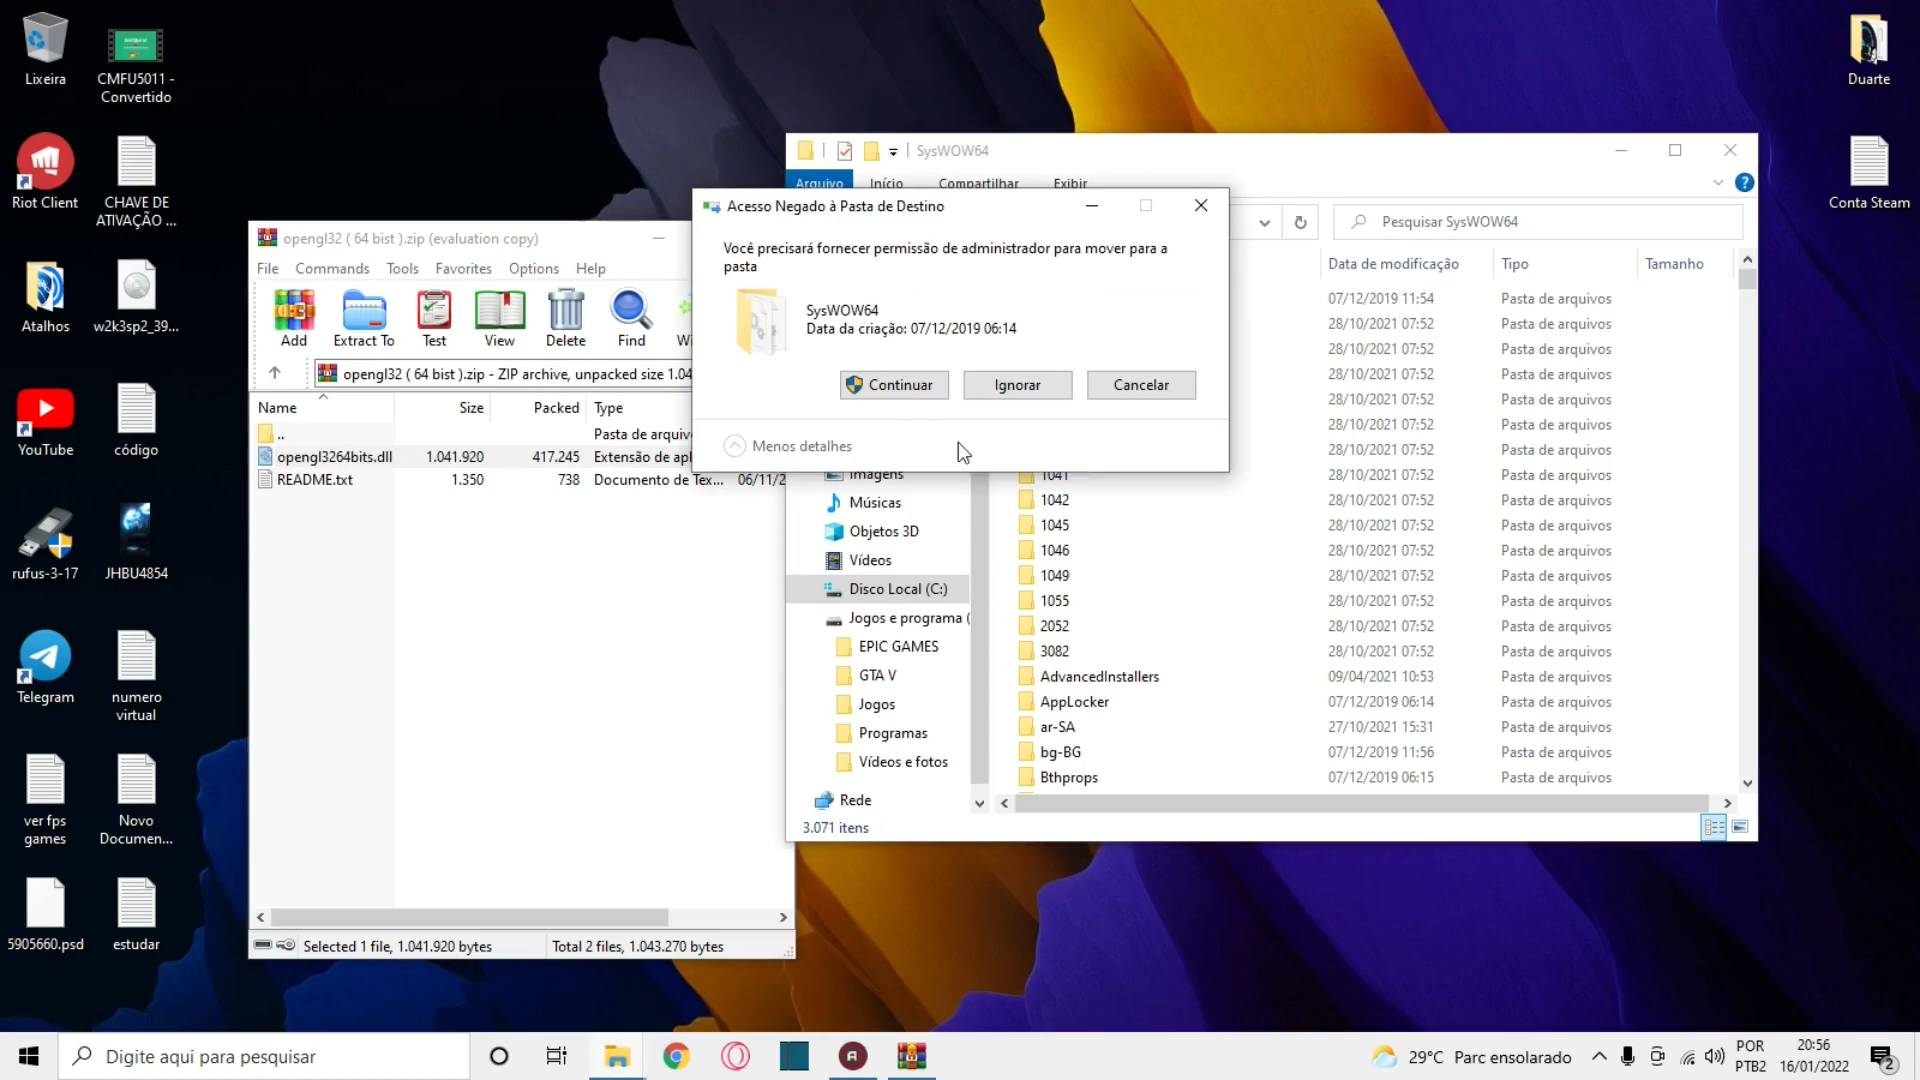 Lixeira
CMFU5011 -
Convertido
Riot Client
CHAVE DE
ATIVAÇÃO ...
Atalhos
w2k3sp2_39...
YouTube
código
rufus-3-17
JHBU4854
Telegram
numero
virtual
ver fps
games
Novo
Documen...
5905660.psd
estudar
Duarte
Conta Steam
opengl32 ( 64 bist ).zip (evaluation copy)
File Commands Tools Favorites Options Help
Add Extract To Test View Delete Find
opengl32 ( 64 bist ).zip - ZIP archive, unpacked size 1.04
Name Size Packed Type
.. Pasta de arquiv
opengl3264bits.dll 1.041.920 417.245 Extensão de apl
README.txt 1.350 738 Documento de Tex... 06/11/2
Selected 1 file, 1.041.920 bytes Total 2 files, 1.043.270 bytes
SysWOW64
Arquivo Início Compartilhar Exibir
Pesquisar SysWOW64
Data de modificação Tipo Tamanho
07/12/2019 11:54 Pasta de arquivos
28/10/2021 07:52 Pasta de arquivos
28/10/2021 07:52 Pasta de arquivos
28/10/2021 07:52 Pasta de arquivos
28/10/2021 07:52 Pasta de arquivos
28/10/2021 07:52 Pasta de arquivos
28/10/2021 07:52 Pasta de arquivos
1041 28/10/2021 07:52 Pasta de arquivos
1042 28/10/2021 07:52 Pasta de arquivos
1045 28/10/2021 07:52 Pasta de arquivos
1046 28/10/2021 07:52 Pasta de arquivos
1049 28/10/2021 07:52 Pasta de arquivos
1055 28/10/2021 07:52 Pasta de arquivos
2052 28/10/2021 07:52 Pasta de arquivos
3082 28/10/2021 07:52 Pasta de arquivos
AdvancedInstallers 09/04/2021 10:53 Pasta de arquivos
AppLocker 07/12/2019 06:14 Pasta de arquivos
ar-SA 27/10/2021 15:31 Pasta de arquivos
bg-BG 07/12/2019 11:56 Pasta de arquivos
Bthprops 07/12/2019 06:15 Pasta de arquivos
Imagens
Músicas
Objetos 3D
Vídeos
Disco Local (C:)
Jogos e programa (
EPIC GAMES
GTA V
Jogos
Programas
Vídeos e fotos
Rede
3.071 itens
Acesso Negado à Pasta de Destino
Você precisará fornecer permissão de administrador para mover para a
pasta
SysWOW64
Data da criação: 07/12/2019 06:14
Continuar Ignorar Cancelar
Menos detalhes
Digite aqui para pesquisar
29°C Parc ensolarado
POR
PTB2
20:56
16/01/2022
2